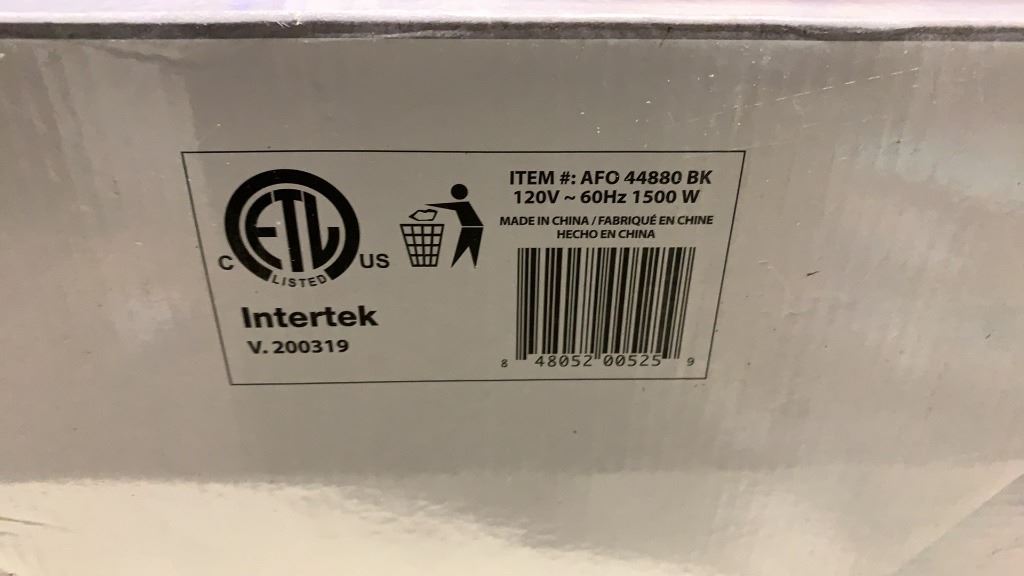 ETL
C US
LISTED
Intertek
V. 200319
ITEM #: AFO 44880 BK
120V ~ 60Hz 1500 W
MADE IN CHINA / FABRIQUÉ EN CHINE
HECHO EN CHINA
8 48052 00525 9